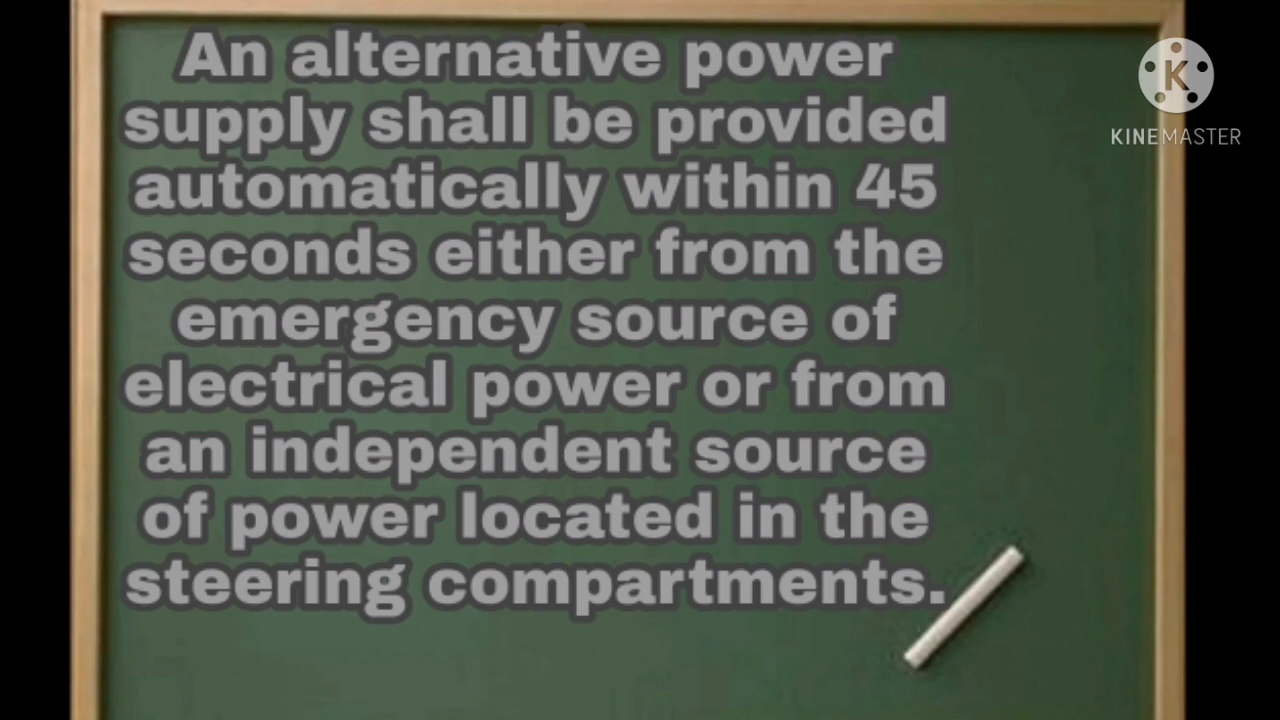 An alternative power
supply shall be provided
automatically within 45
seconds either from the
emergency source of
electrical power or from
an independent source
of power located in the
steering compartments.
K
KINEMASTER